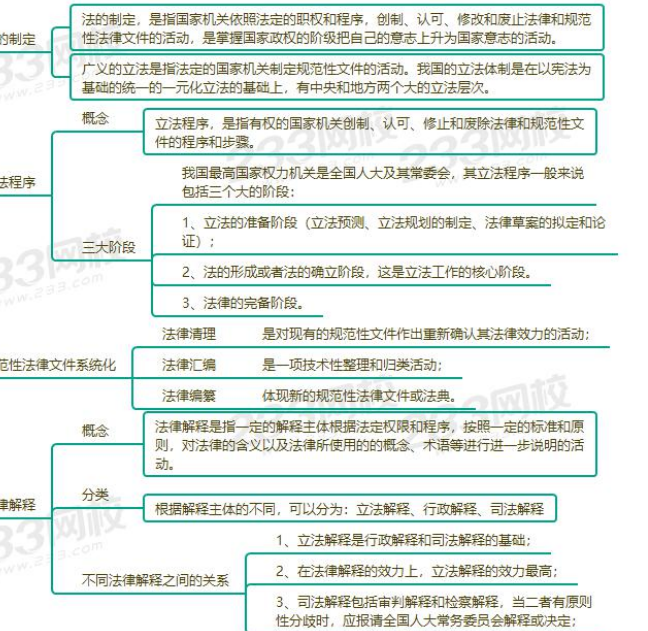 法的制定，是指国家机关依照法定的职权和程序，创制、认可、修改和废止法律和规范
性法律文件的活动，是掌握国家政权的阶级把自己的意志上升为国家意志的活动。
的制定
广义的立法是指法定的国家机关制定规范性文件的活动。我国的立法体制是在以宪法为
基础的统一的一元化立法的基础上，有中央和地方两个大的立法层次。
概念
立法程序，是指有权的国家机关创制、认可、修止和废除法律和规范性文
件的程序和步骤。
法程序
我国最高国家权力机关是全国人大及其常委会，其立法程序一般来说
包括三个大的阶段：
三大阶段
1、立法的准备阶段（立法预测、立法规划的制定、法律草案的拟定和论
证）；
2、法的形成或者法的确立阶段，这是立法工作的核心阶段。
3、法律的完备阶段。
范性法律文件系统化
法律清理 是对现有的规范性文件作出重新确认其法律效力的活动；
法律汇编 是一项技术性整理和归类活动；
法律编纂 体现新的规范性法律文件或法典。
概念
法律解释是指一定的解释主体根据法定权限和程序，按照一定的标准和原
则，对法律的含义以及法律所使用的的概念、术语等进行进一步说明的活
动。
律解释
分类
根据解释主体的不同，可以分为：立法解释、行政解释、司法解释
不同法律解释之间的关系
1、立法解释是行政解释和司法解释的基础；
2、在法律解释的效力上，立法解释的效力最高；
3、司法解释包括审判解释和检察解释，当二者有原则
性分歧时，应报请全国人大常务委员会解释或决定；
233网校
www.233.com